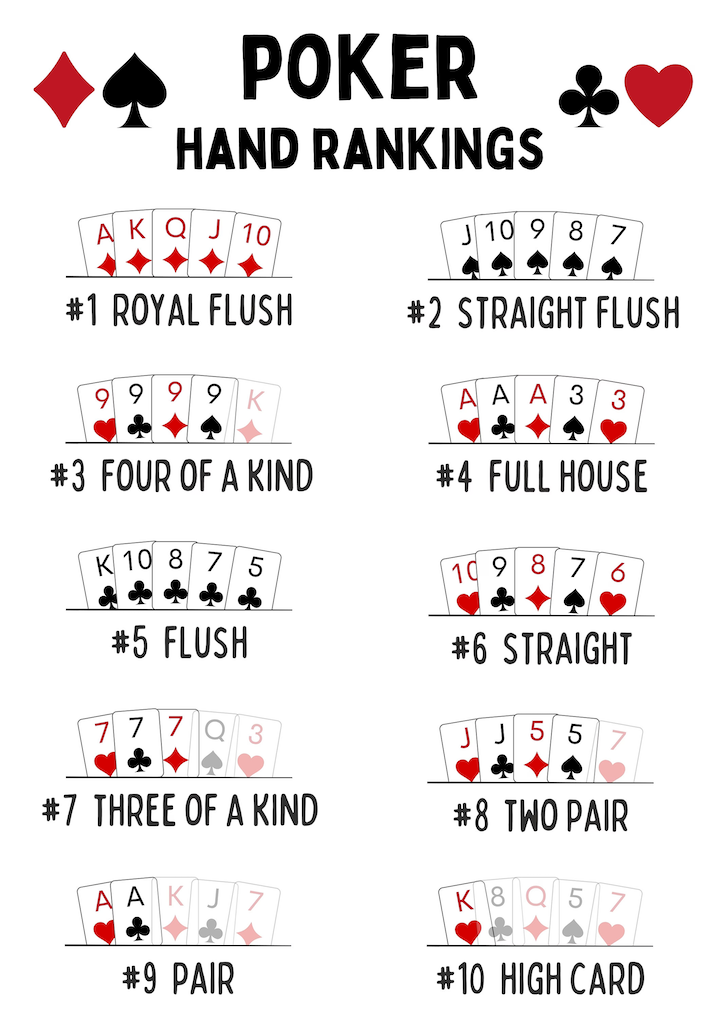 POKER
HAND RANKINGS
A K Q J 10
#1 ROYAL FLUSH
J 10 9 8 7
#2 STRAIGHT FLUSH
9 9 9 9 K
#3 FOUR OF A KIND
A A A 3 3
#4 FULL HOUSE
K 10 8 7 5
#5 FLUSH
10 9 8 7 6
#6 STRAIGHT
7 7 7 Q 3
#7 THREE OF A KIND
J J 5 5 7
#8 TWO PAIR
A A K J 7
#9 PAIR
K 8 Q 5 7
#10 HIGH CARD